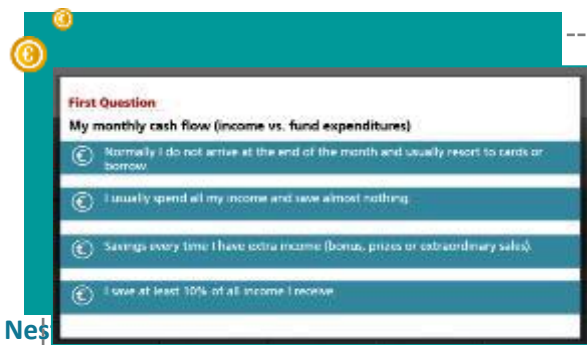 First Question
My monthly cash flow (income vs. fund expenditures)
Normally I do not arrive at the end of the month and usually resort to cards or
borrow
I usually spend all my income and save almost nothing.
Savings every time I have extra income (bonus, prizes or extraordinary sales).
I save at least 10% of all income I receive
Nes